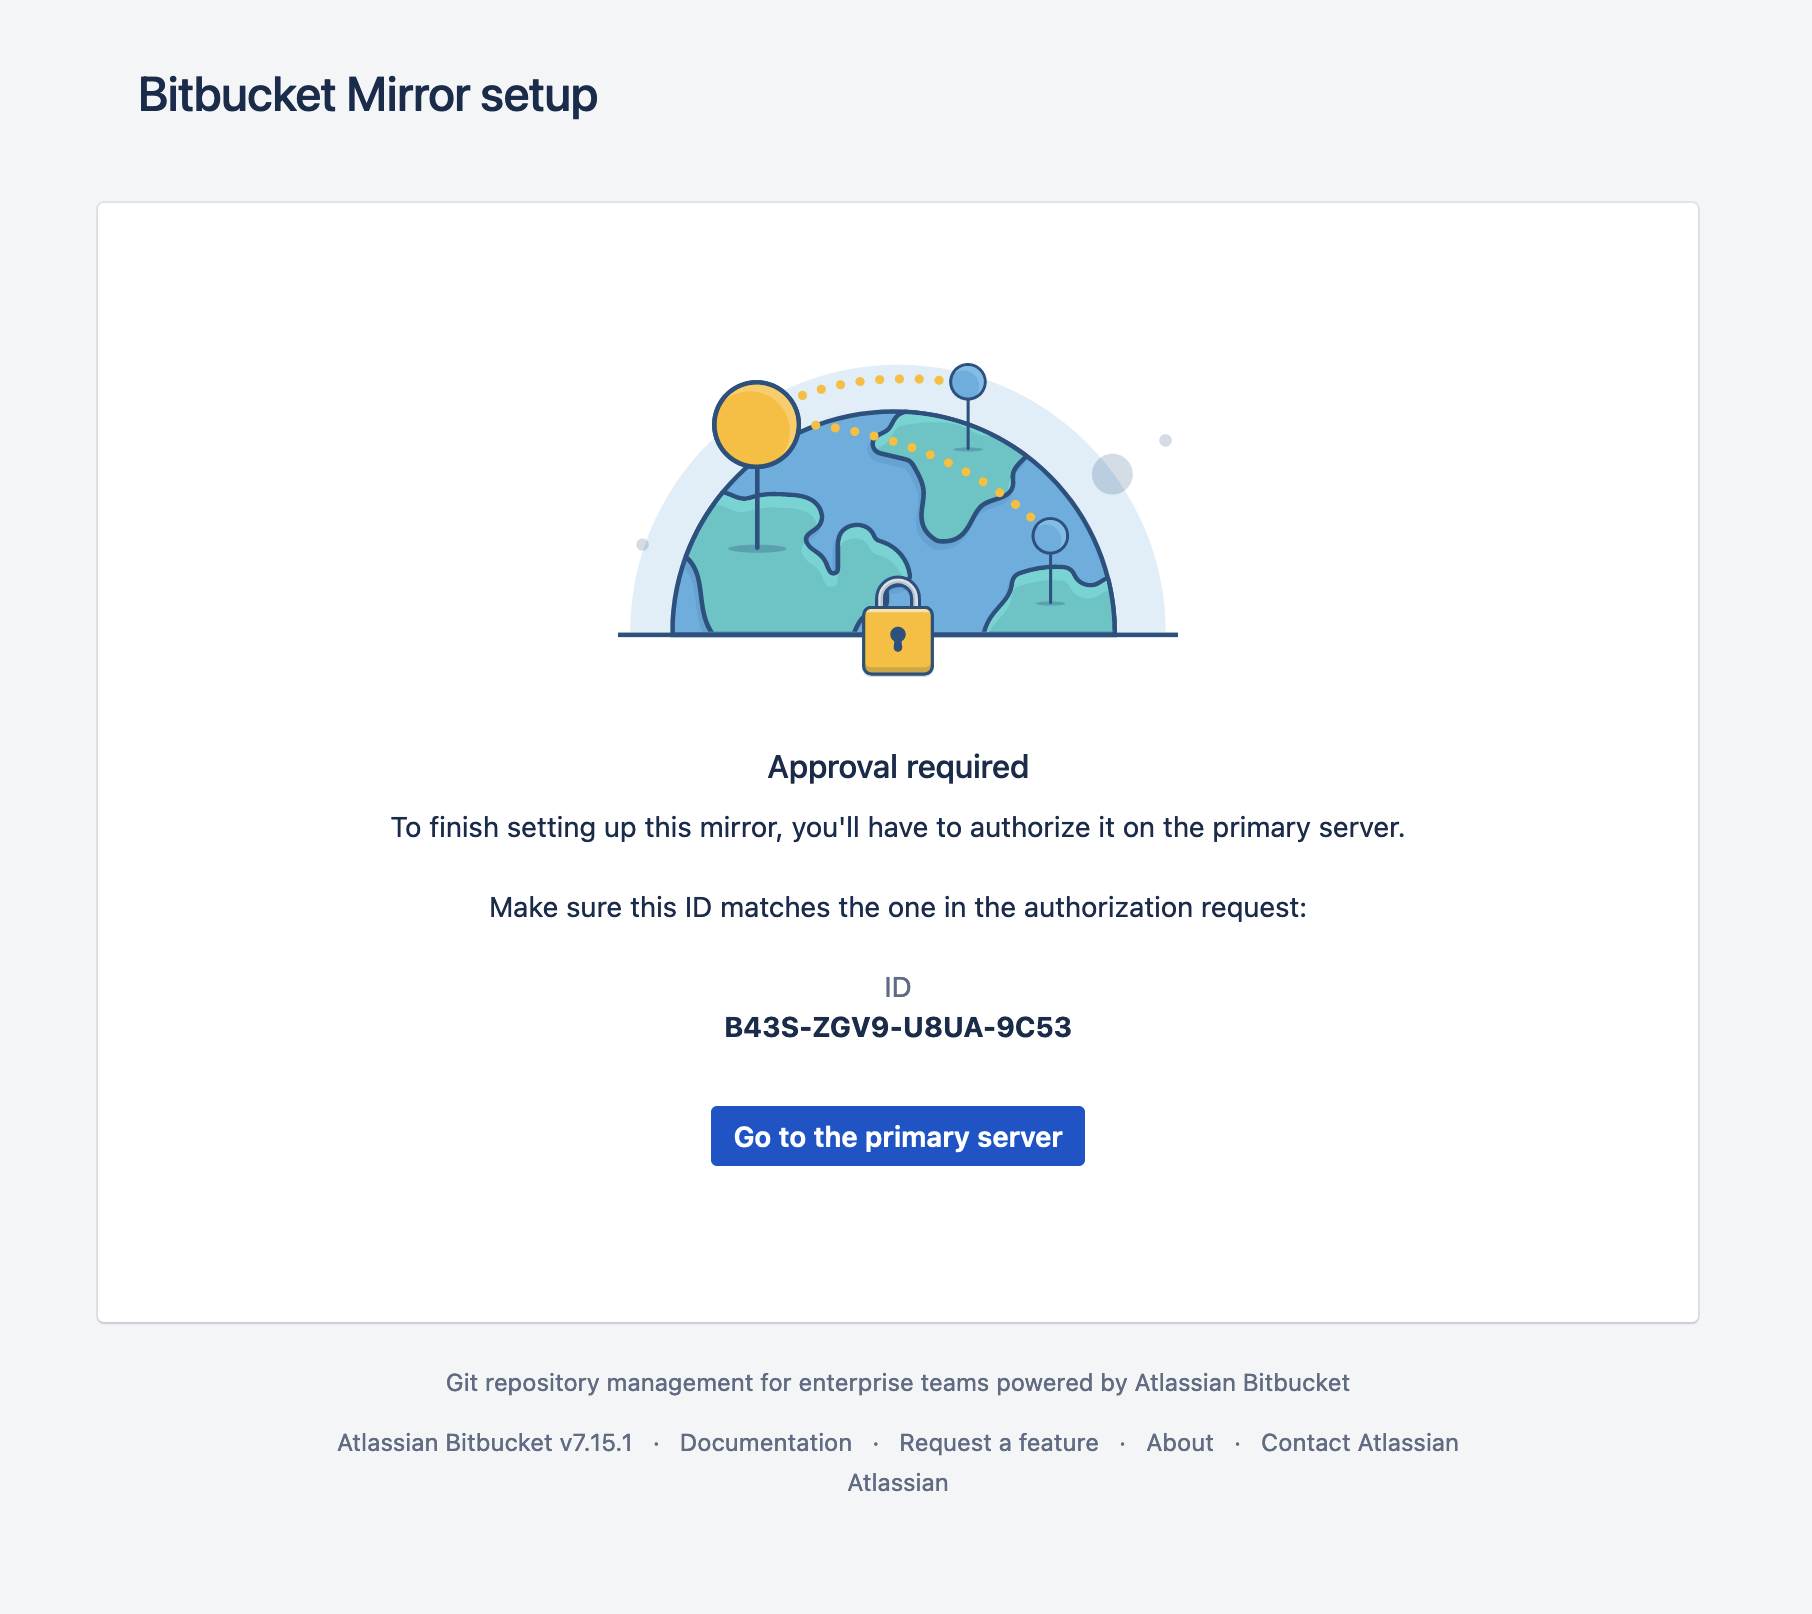 Bitbucket Mirror setup
Approval required
To finish setting up this mirror, you'll have to authorize it on the primary server.
Make sure this ID matches the one in the authorization request:
ID
B43S-ZGV9-U8UA-9C53
Go to the primary server
Git repository management for enterprise teams powered by Atlassian Bitbucket
Atlassian Bitbucket v7.15.1 · Documentation · Request a feature · About · Contact Atlassian
Atlassian